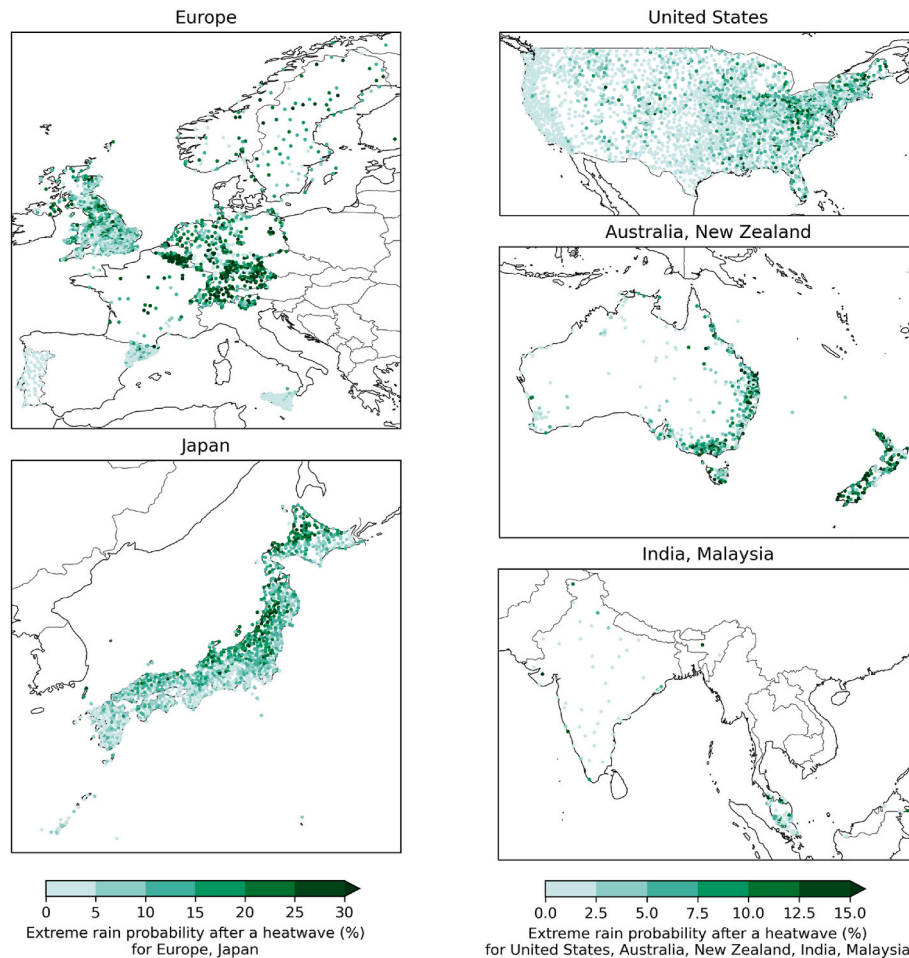 Europe
United States
Australia, New Zealand
Japan
India, Malaysia
0 5 10 15 20 25 30
Extreme rain probability after a heatwave (%)
for Europe, Japan
0.0 2.5 5.0 7.5 10.0 12.5 15.0
Extreme rain probability after a heatwave (%)
for United States, Australia, New Zealand, India, Malaysia